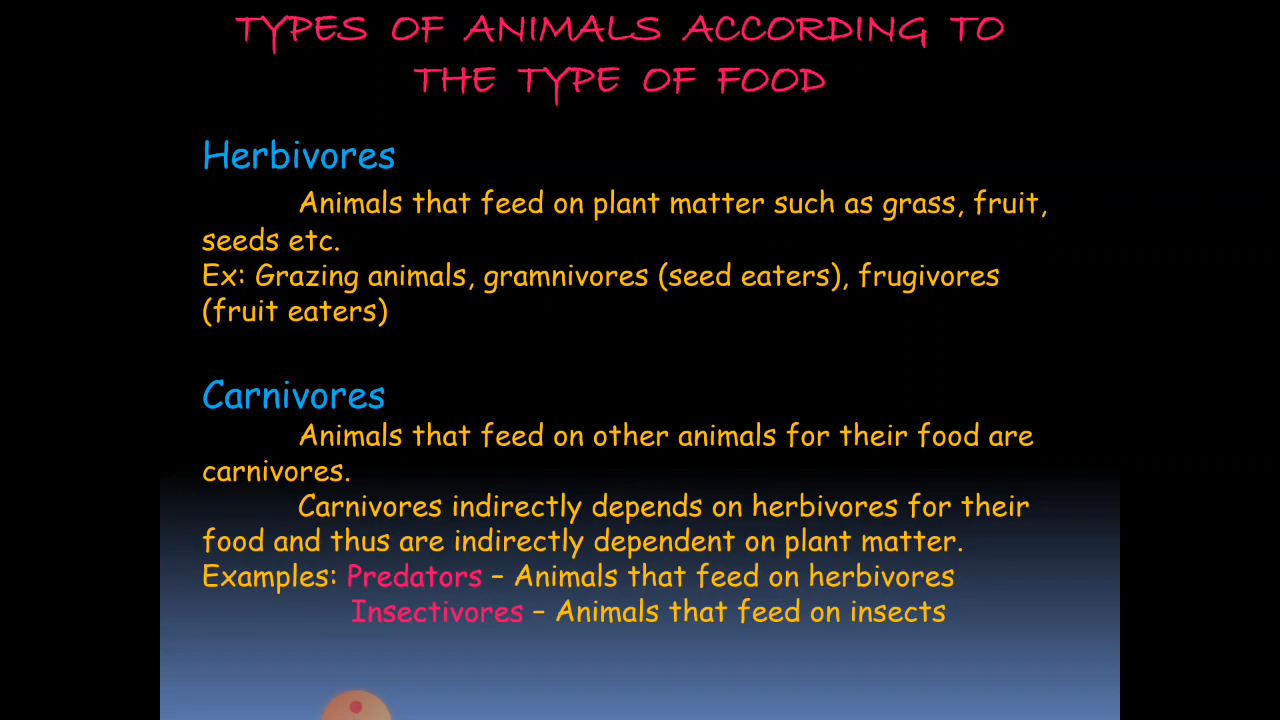 TYPES OF ANIMALS ACCORDING TO
THE TYPE OF FOOD
Herbivores
Animals that feed on plant matter such as grass, fruit,
seeds etc.
Ex: Grazing animals, gramnivores (seed eaters), frugivores
(fruit eaters)
Carnivores
Animals that feed on other animals for their food are
carnivores.
Carnivores indirectly depends on herbivores for their
food and thus are indirectly dependent on plant matter.
Examples: Predators – Animals that feed on herbivores
Insectivores – Animals that feed on insects